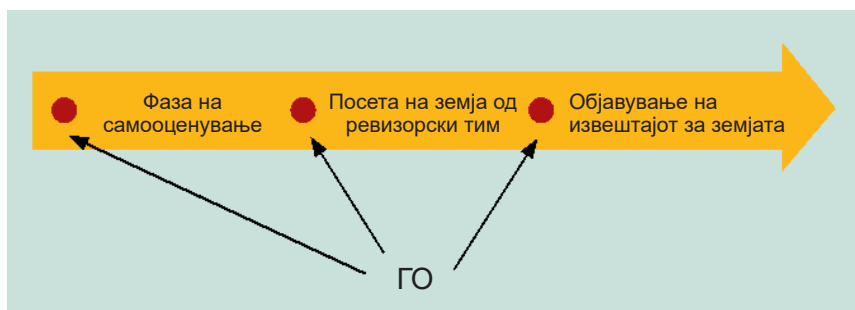 Фаза на
самооценување
Посета на земја од
ревизорски тим
Објавување на
извештајот за земјата
ГО